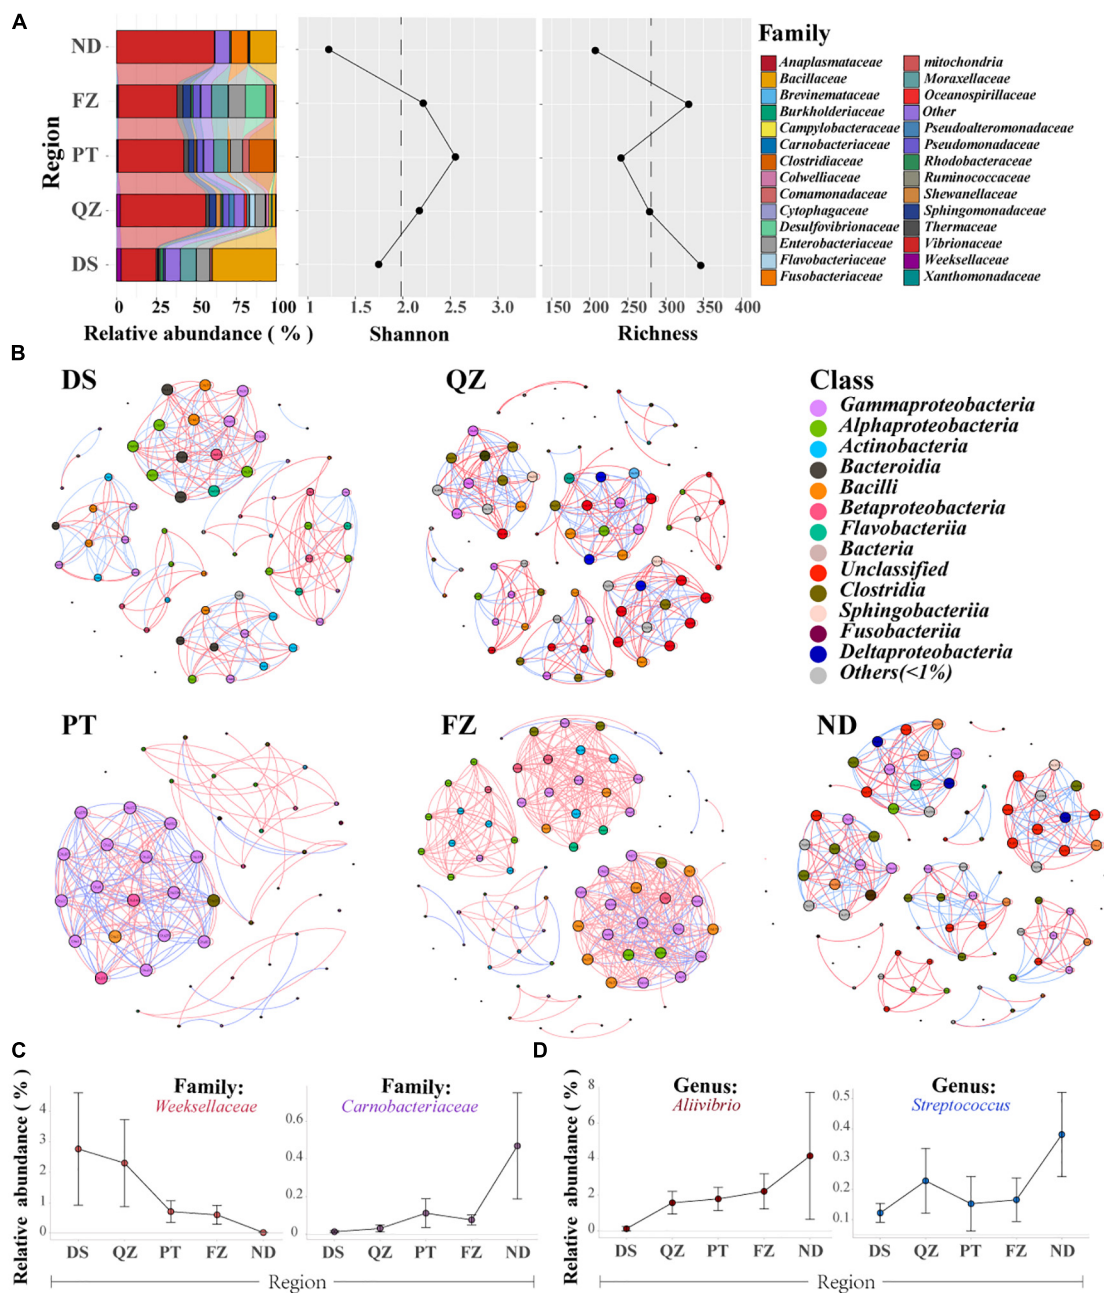 A
ND
FZ
PT
QZ
DS
Region
0 25 50 75 100
Relative abundance ( % )
1 1.5 2.0 2.5 3.0
Shannon
150 200 250 300 350 400
Richness
Family
Anaplasmataceae
Bacillaceae
Brevinemataceae
Burkholderiaceae
Campylobacteraceae
Carnobacteriaceae
Clostridiaceae
Colwelliaceae
Comamonadaceae
Cytophagaceae
Desulfovibrionaceae
Enterobacteriaceae
Flavobacteriaceae
Fusobacteriaceae
mitochondria
Moraxellaceae
Oceanospirillaceae
Other
Pseudoalteromonadaceae
Pseudomonadaceae
Rhodobacteraceae
Ruminococcaceae
Shewanellaceae
Sphingomonadaceae
Thermaceae
Vibrionaceae
Weeksellaceae
Xanthomonadaceae
B
DS
QZ
Class
Gammaproteobacteria
Alphaproteobacteria
Actinobacteria
Bacteroidia
Bacilli
Betaproteobacteria
Flavobacteriia
Bacteria
Unclassified
Clostridia
Sphingobacteriia
Fusobacteriia
Deltaproteobacteria
Others(<1%)
PT
FZ
ND
C
Relative abundance ( % )
4
3
2
1
0
Family:
Weeksellaceae
DS QZ PT FZ ND
0.6
0.4
0.2
0
Family:
Carnobacteriaceae
DS QZ PT FZ ND
Region
D
Relative abundance ( % )
8
6
4
2
0
Genus:
Aliivibrio
DS QZ PT FZ ND
0.5
0.4
0.3
0.2
0.1
Genus:
Streptococcus
DS QZ PT FZ ND
Region